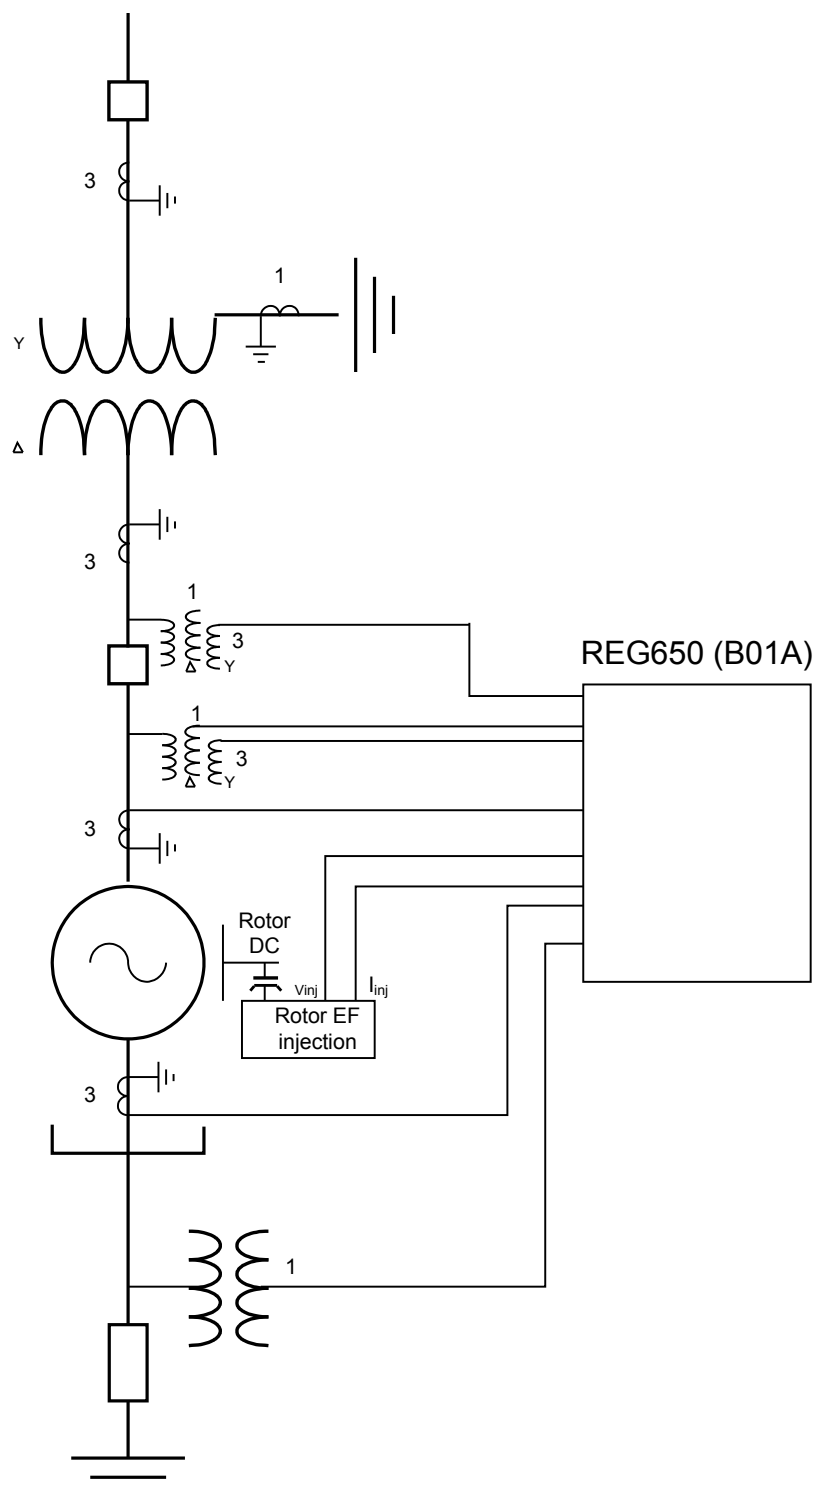 3
1
Y
Δ
3
1
3
Δ Y
REG650 (B01A)
1
3
Δ Y
3
Rotor
DC
Vinj
Iinj
Rotor EF
injection
3
1